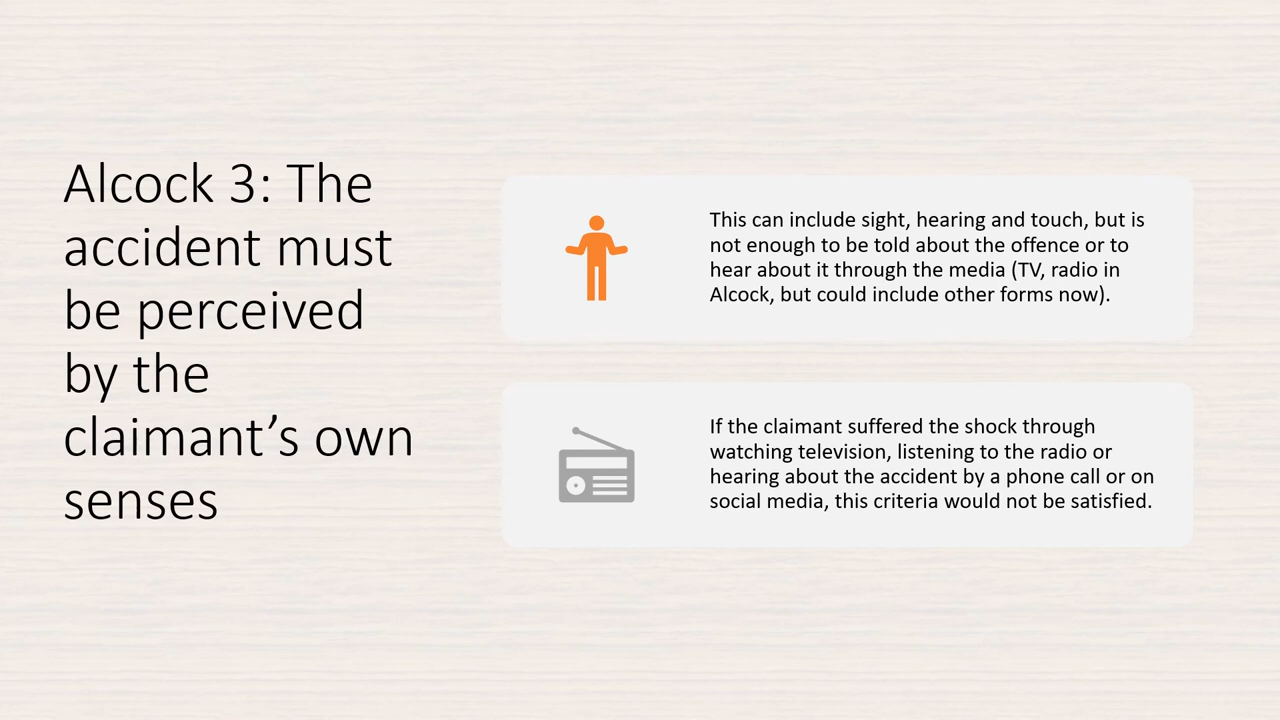 Alcock 3: The
accident must
be perceived
by the
claimant’s own
senses
This can include sight, hearing and touch, but is
not enough to be told about the offence or to
hear about it through the media (TV, radio in
Alcock, but could include other forms now).
If the claimant suffered the shock through
watching television, listening to the radio or
hearing about the accident by a phone call or on
social media, this criteria would not be satisfied.